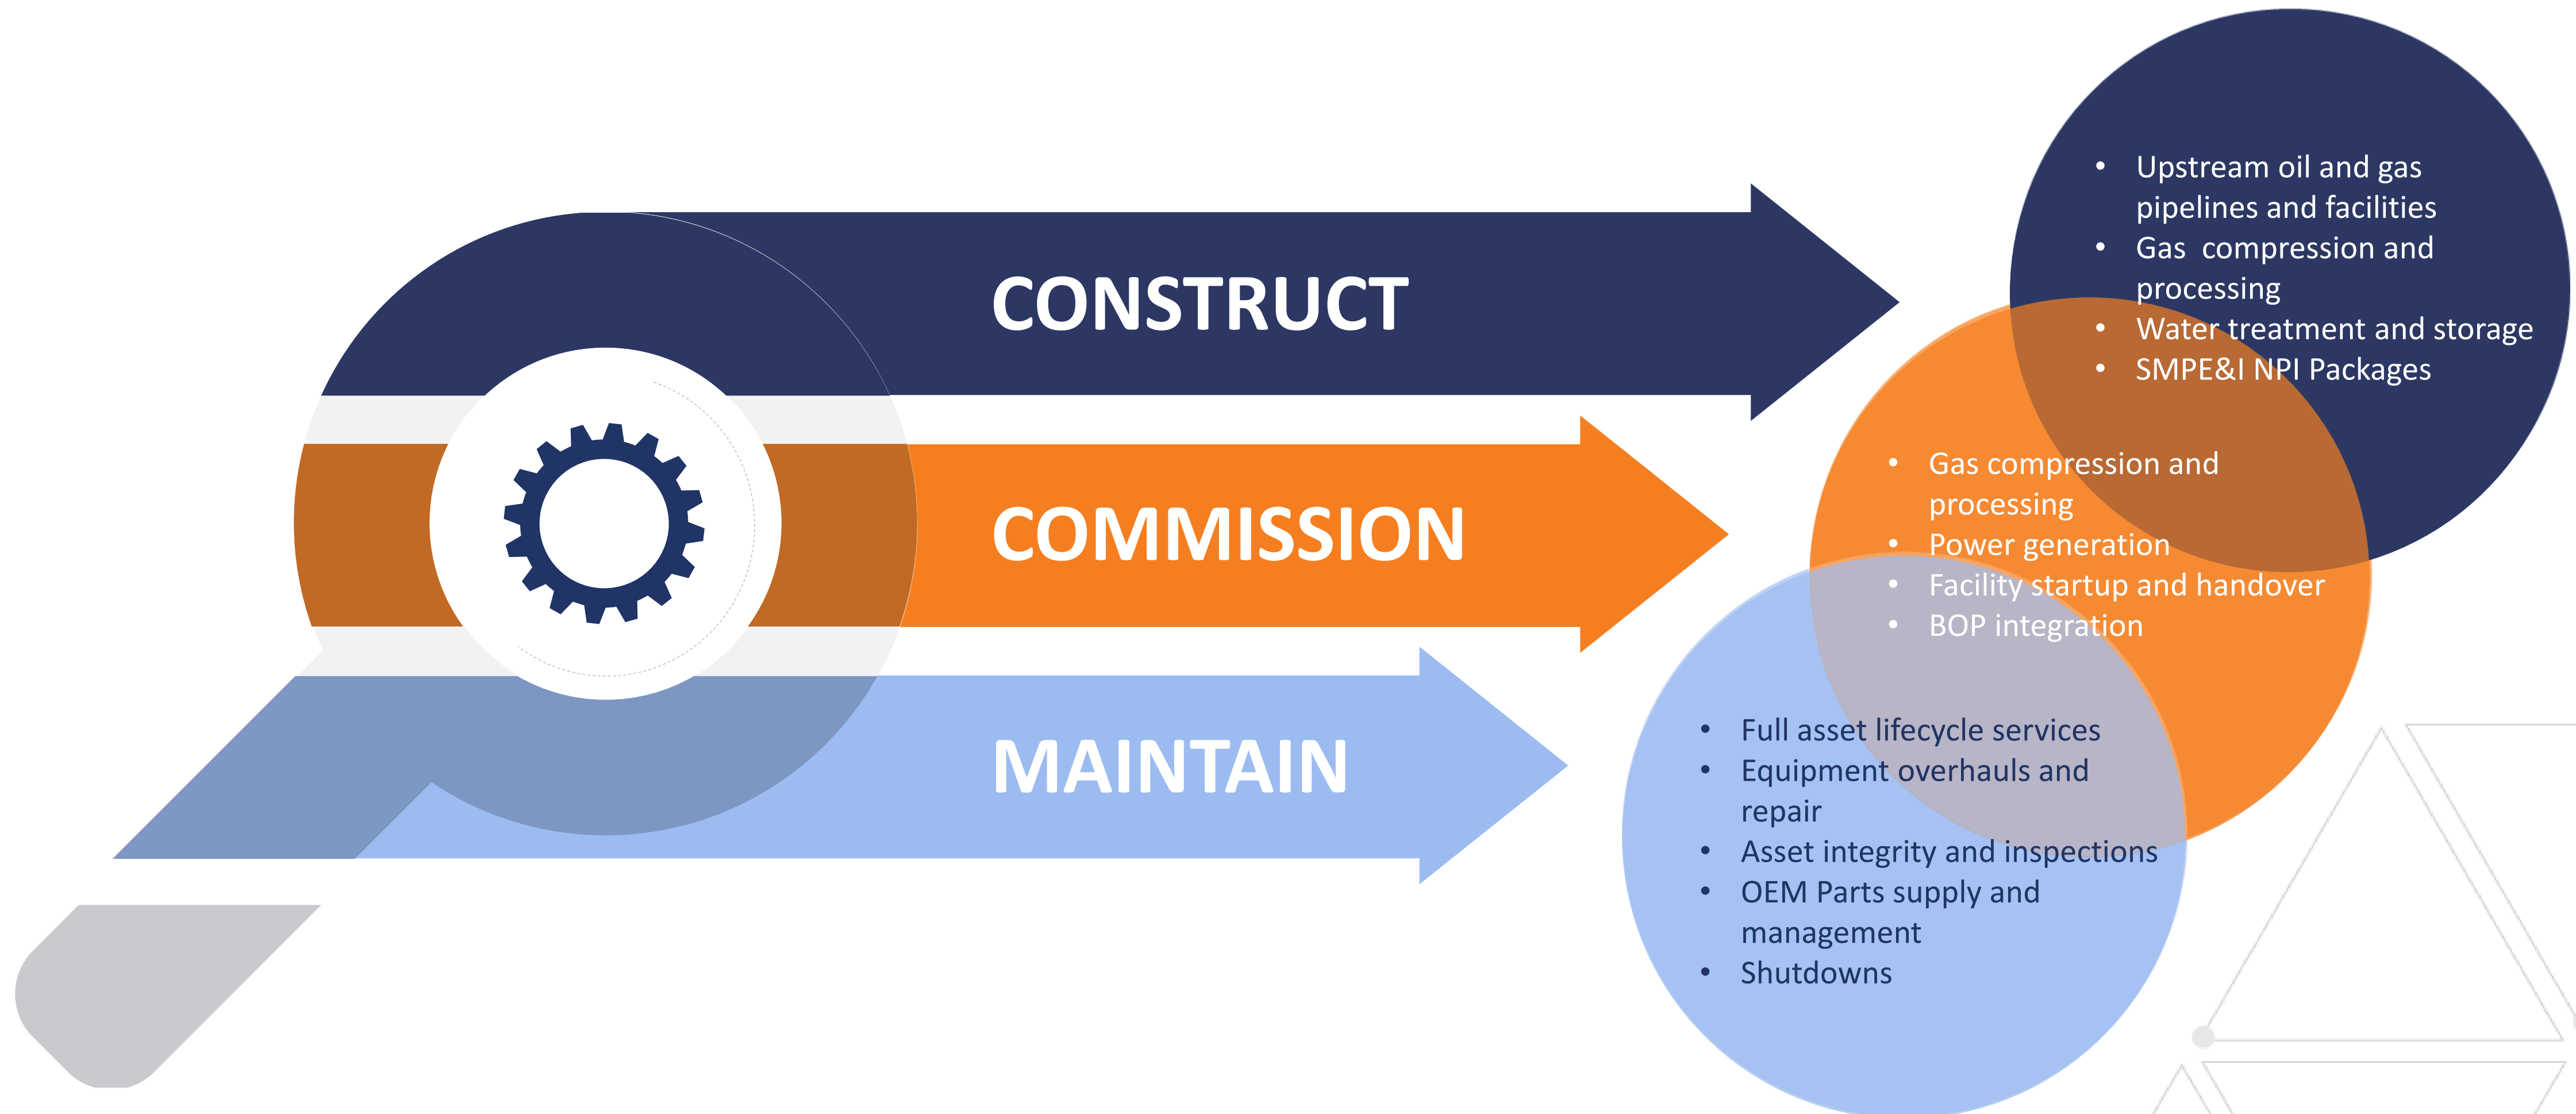 CONSTRUCT
• Upstream oil and gas
pipelines and facilities
• Gas  compression and
processing
• Water treatment and storage
• SMPE&I NPI Packages
COMMISSION
• Gas compression and
processing
• Power generation
• Facility startup and handover
• BOP integration
MAINTAIN
• Full asset lifecycle services
• Equipment overhauls and
repair
• Asset integrity and inspections
• OEM Parts supply and
management
• Shutdowns